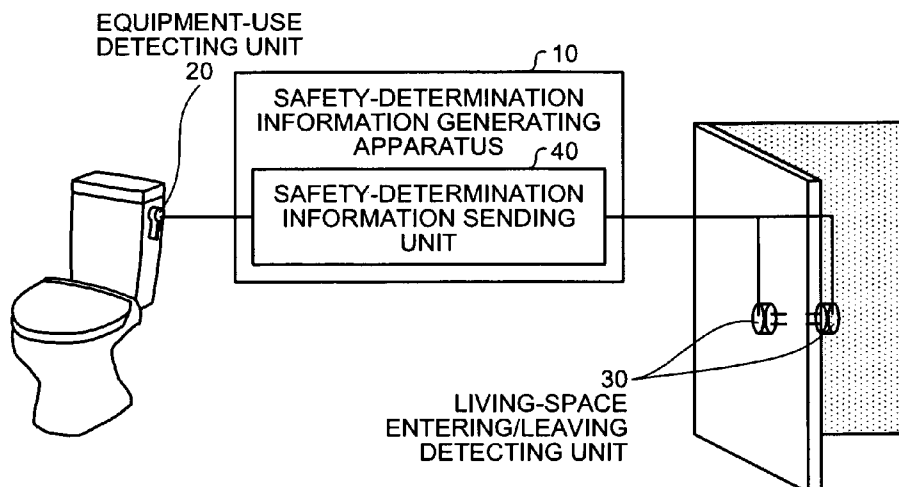 EQUIPMENT-USE
DETECTING UNIT
20
10
SAFETY-DETERMINATION
INFORMATION GENERATING
APPARATUS
40
SAFETY-DETERMINATION
INFORMATION SENDING
UNIT
30
LIVING-SPACE
ENTERING/LEAVING
DETECTING UNIT